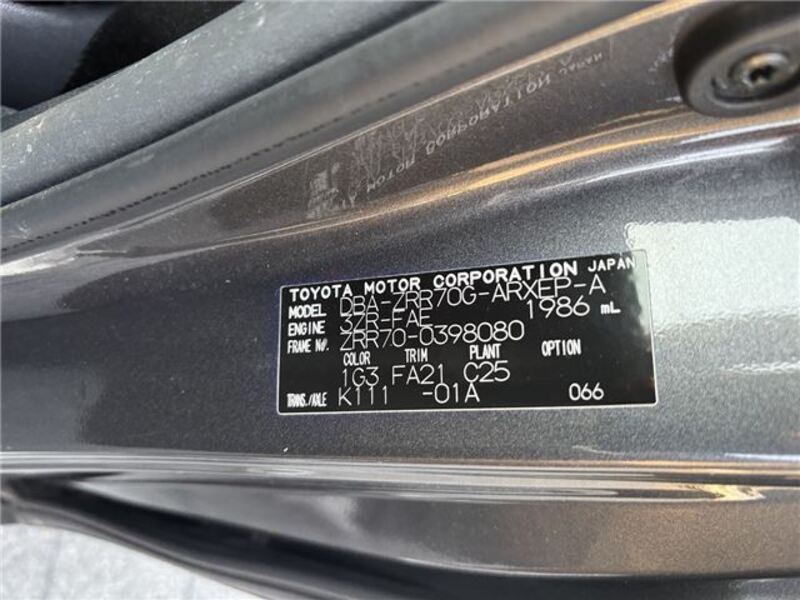 TOYOTA MOTOR CORPORATION JAPAN
MODEL DBA-ZRR70G-ARXEP-A
ENGINE 3ZR-FAE 1986 mL
FRAME No. ZRR70-0398080
COLOR TRIM PLANT OPTION
1G3 FA21 C25
TRANS./AXLE K111 -01A 066